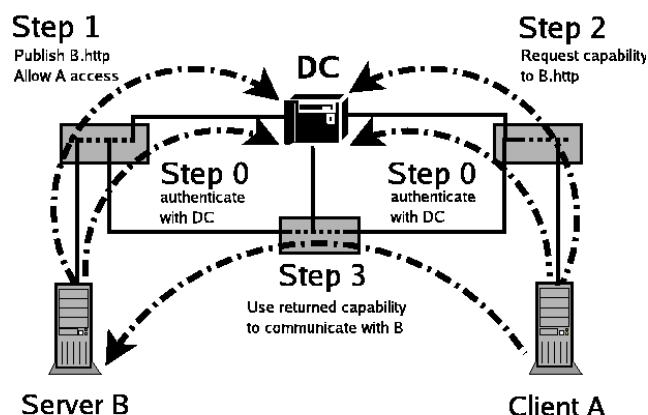 Step 1
Publish B.http
Allow A access
Step 2
Request capability
to B.http
DC
Step 0
authenticate
with DC
Step 0
authenticate
with DC
Step 3
Use returned capability
to communicate with B
Server B
Client A